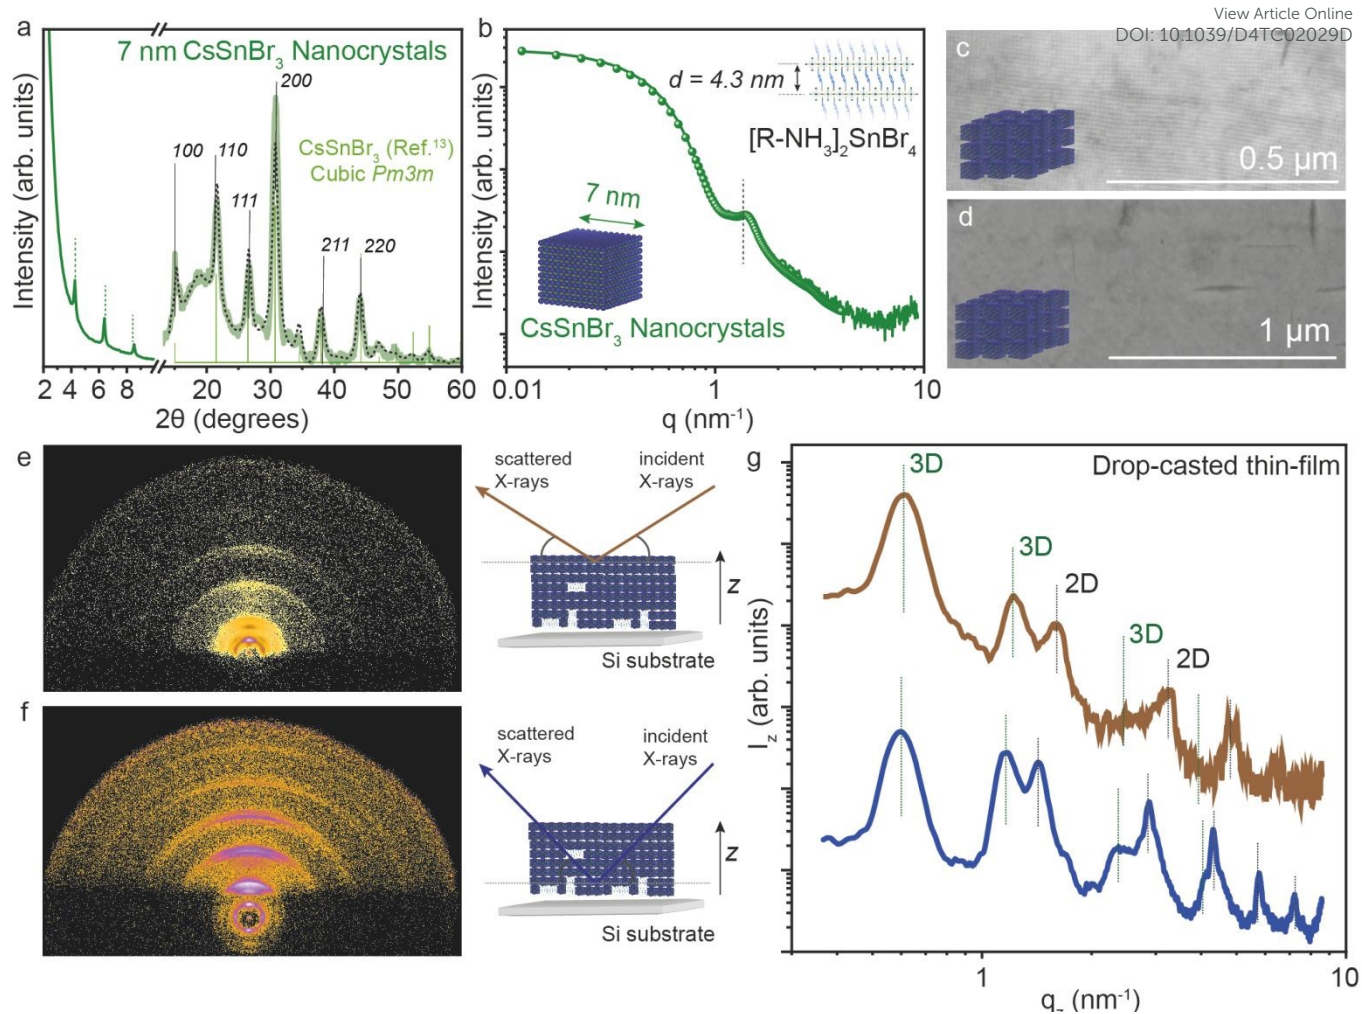 View Article Online
DOI: 10.1039/D4TC02029D
a
7 nm CsSnBr₃ Nanocrystals
200
100
110
111
211
220
CsSnBr₃ (Ref.¹³)
Cubic Pm3m
Intensity (arb. units)
2 4 6 8 20 30 40 50 60
2θ (degrees)
b
d = 4.3 nm
[R-NH₃]₂SnBr₄
7 nm
CsSnBr₃ Nanocrystals
Intensity (arb. units)
0.01 1 10
q (nm⁻¹)
c
0.5 µm
d
1 µm
e
scattered
X-rays
incident
X-rays
z
Si substrate
f
scattered
X-rays
incident
X-rays
z
Si substrate
g
Drop-casted thin-film
3D
3D
2D
3D
2D
I_z (arb. units)
1 10
q_z (nm⁻¹)